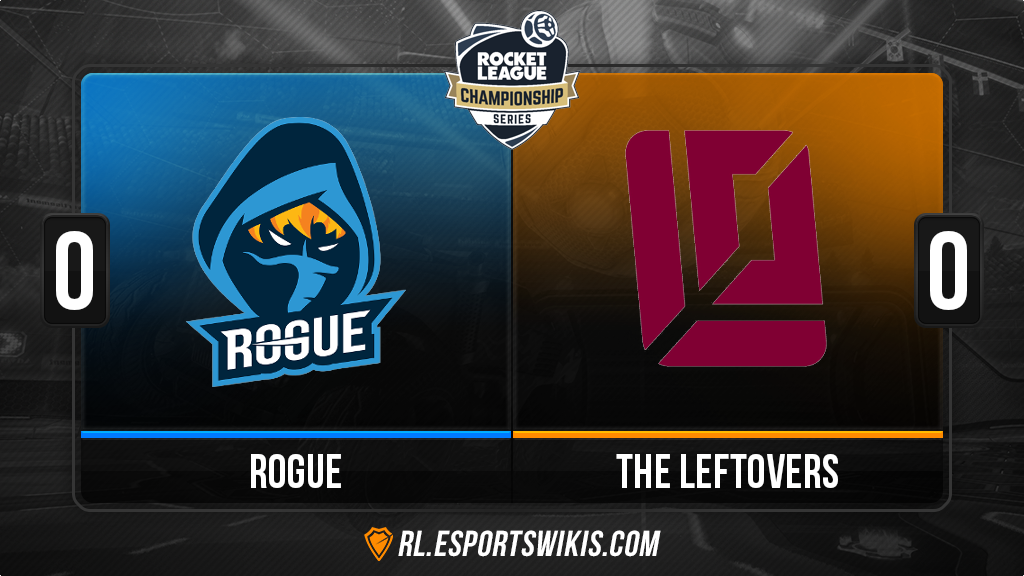 ROCKET
LEAGUE
CHAMPIONSHIP
SERIES
0
ROGUE
0
ROGUE
THE LEFTOVERS
RL.ESPORTSWIKIS.COM